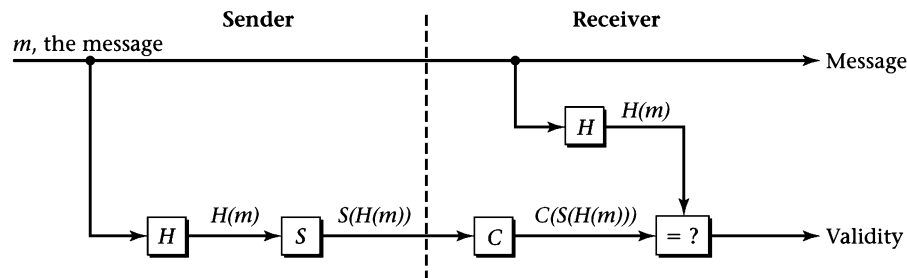 Sender
Receiver
m, the message
Message
H
H(m)
H
H(m)
S
S(H(m))
C
C(S(H(m)))
= ?
Validity